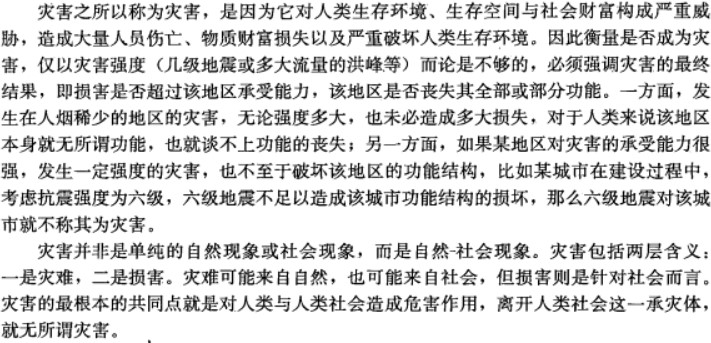 灾害之所以称为灾害，是因为它对人类生存环境、生存空间与社会财富构成严重威
胁，造成大量人员伤亡、物质财富损失以及严重破坏人类生存环境。因此衡量是否成为灾
害，仅以灾害强度（几级地震或多大流量的洪峰等）而论是不够的，必须强调灾害的最终
结果，即损害是否超过该地区承受能力，该地区是否丧失其全部或部分功能。一方面，发
生在人烟稀少的地区的灾害，无论强度多大，也未必造成多大损失，对于人类来说该地区
本身就无所谓功能，也就谈不上功能的丧失；另一方面，如果某地区对灾害的承受能力很
强，发生一定强度的灾害，也不至于破坏该地区的功能结构，比如某城市在建设过程中，
考虑抗震强度为六级，六级地震不足以造成该城市功能结构的损坏，那么六级地震对该城
市就不称其为灾害。
灾害并非是单纯的自然现象或社会现象，而是自然-社会现象。灾害包括两层含义：
一是灾难，二是损害。灾难可能来自自然，也可能来自社会，但损害则是针对社会而言。
灾害的最根本的共同点就是对人类与人类社会造成危害作用，离开人类社会这一承灾体，
就无所谓灾害。